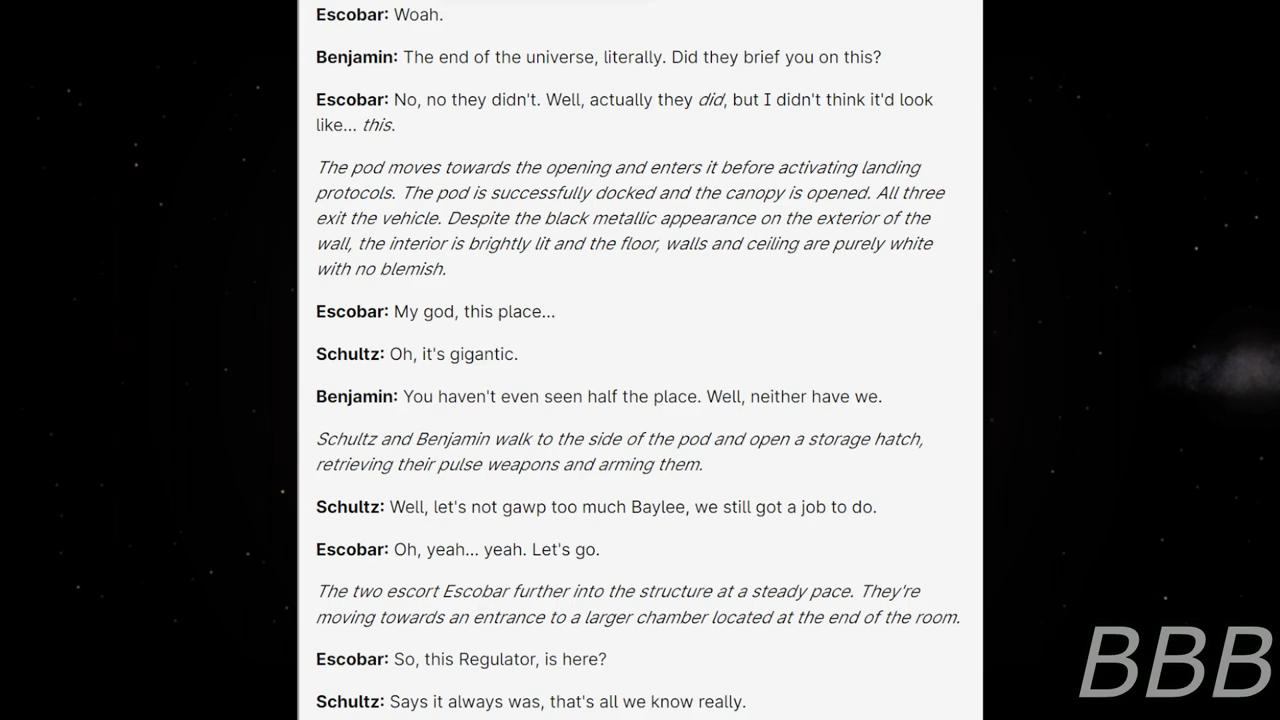 Escobar: Woah.
Benjamin: The end of the universe, literally. Did they brief you on this?
Escobar: No, no they didn't. Well, actually they did, but I didn't think it'd look
like... this.
The pod moves towards the opening and enters it before activating landing
protocols. The pod is successfully docked and the canopy is opened. All three
exit the vehicle. Despite the black metallic appearance on the exterior of the
wall, the interior is brightly lit and the floor, walls and ceiling are purely white
with no blemish.
Escobar: My god, this place...
Schultz: Oh, it's gigantic.
Benjamin: You haven't even seen half the place. Well, neither have we.
Schultz and Benjamin walk to the side of the pod and open a storage hatch,
retrieving their pulse weapons and arming them.
Schultz: Well, let's not gawp too much Baylee, we still got a job to do.
Escobar: Oh, yeah... yeah. Let's go.
The two escort Escobar further into the structure at a steady pace. They're
moving towards an entrance to a larger chamber located at the end of the room.
Escobar: So, this Regulator, is here?
Schultz: Says it always was, that's all we know really.
BBB